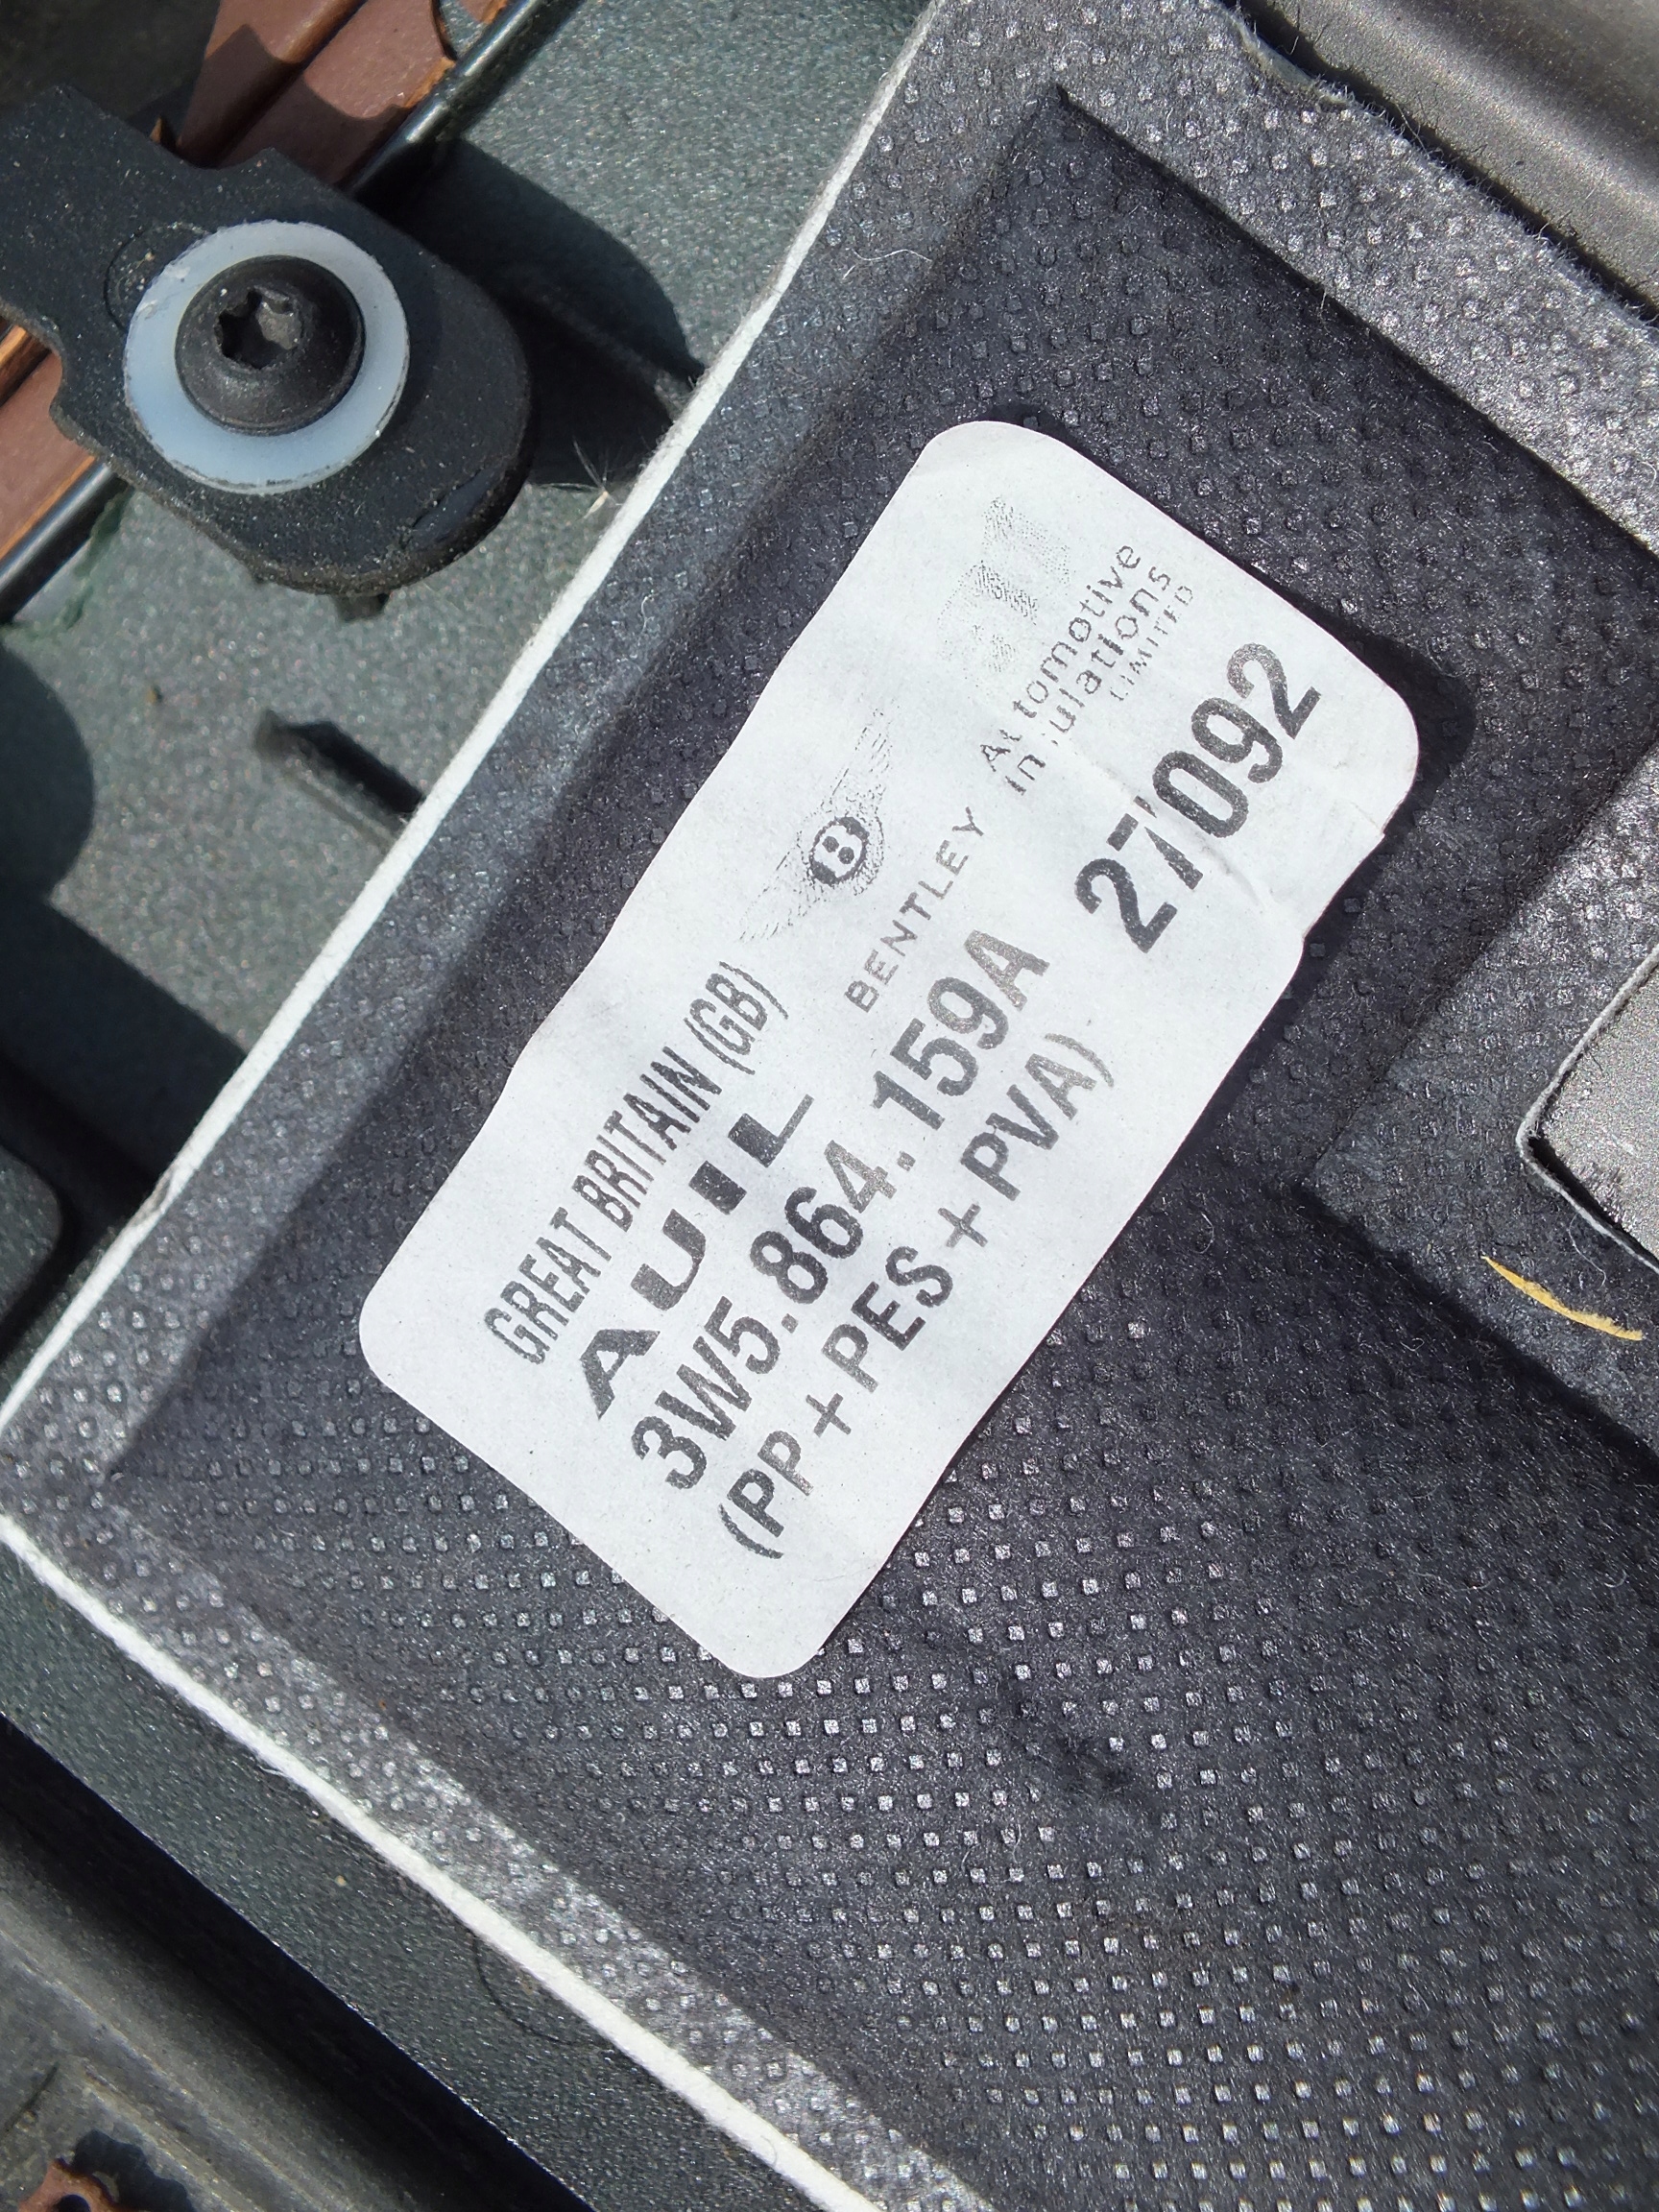 GREAT BRITAIN (GB)
AUIL
3W5.864.159A
(PP + PES + PVA)
B
BENTLEY
Automotive
Insulations
LIMITED
27092